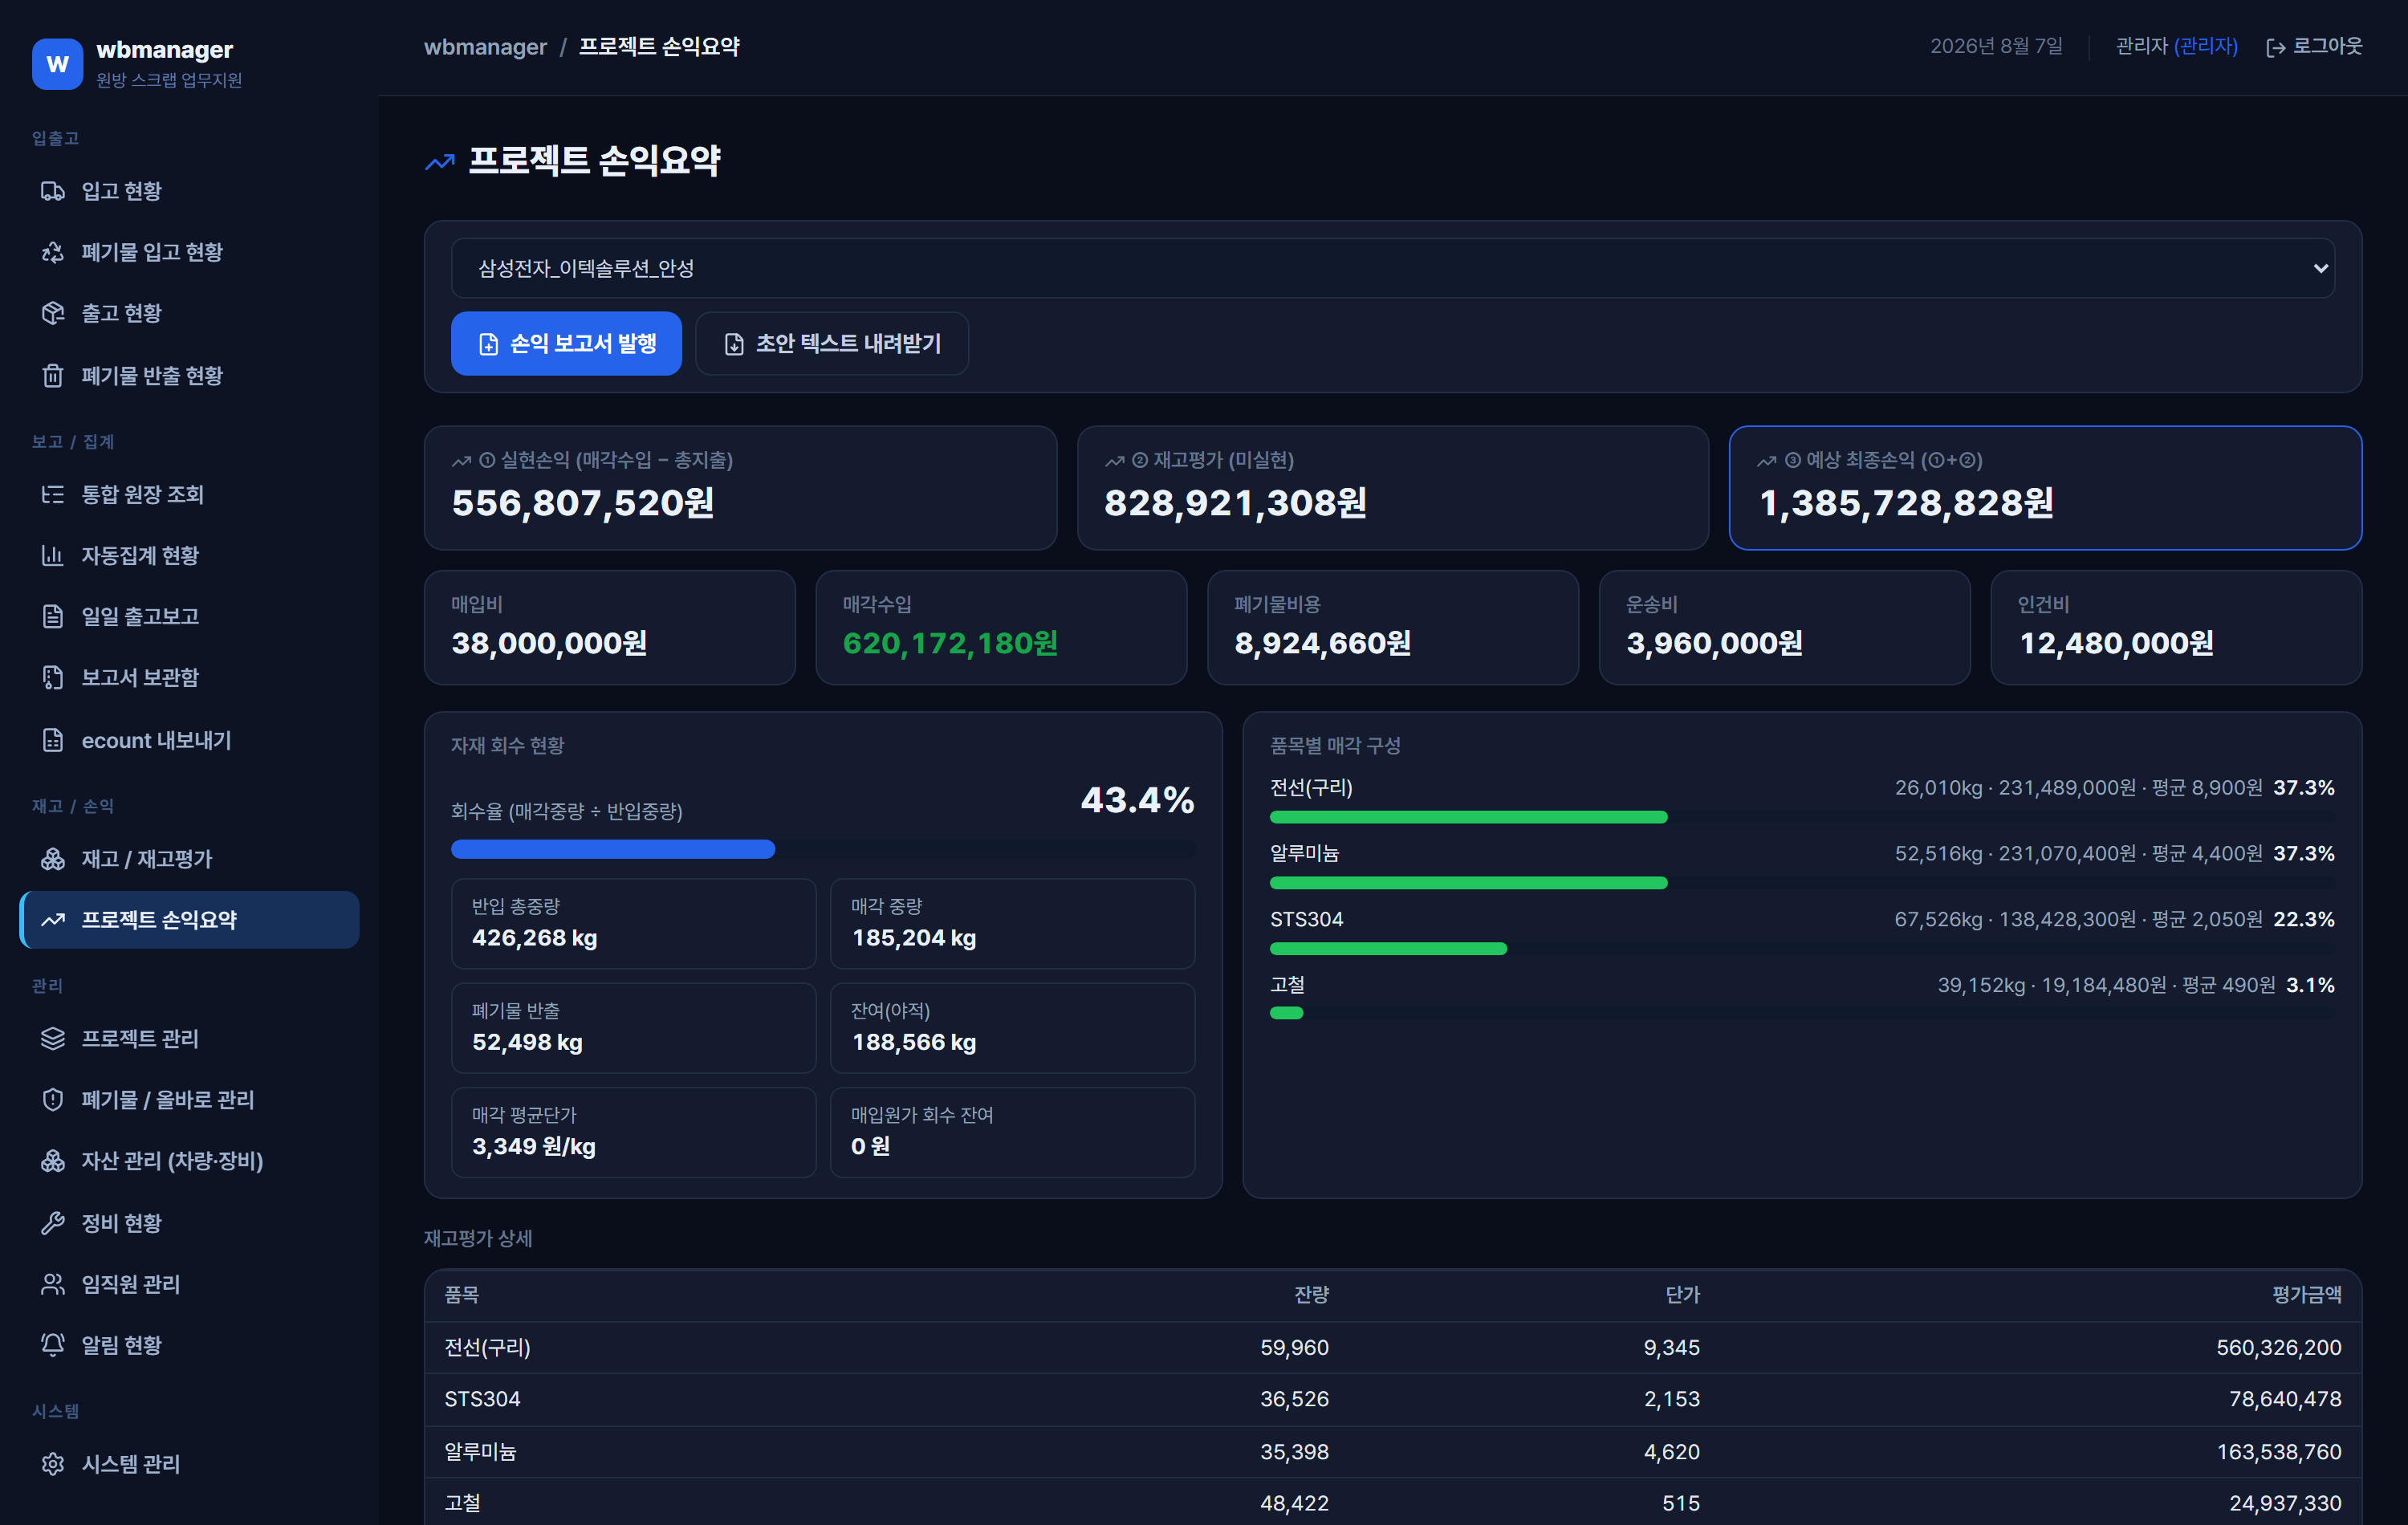 W
wbmanager
원방 스크랩 업무지원
입출고
입고 현황
폐기물 입고 현황
출고 현황
폐기물 반출 현황
보고 / 집계
통합 원장 조회
자동집계 현황
일일 출고보고
보고서 보관함
ecount 내보내기
재고 / 손익
재고 / 재고평가
프로젝트 손익요약
관리
프로젝트 관리
폐기물 / 올바로 관리
자산 관리 (차량·장비)
정비 현황
임직원 관리
알림 현황
시스템
시스템 관리
wbmanager / 프로젝트 손익요약
2026년 8월 7일
관리자 (관리자)
로그아웃
프로젝트 손익요약
삼성전자_이텍솔루션_안성
손익 보고서 발행
초안 텍스트 내려받기
① 실현손익 (매각수입 − 총지출)
556,807,520원
② 재고평가 (미실현)
828,921,308원
③ 예상 최종손익 (①+②)
1,385,728,828원
매입비
38,000,000원
매각수입
620,172,180원
폐기물비용
8,924,660원
운송비
3,960,000원
인건비
12,480,000원
자재 회수 현황
회수율 (매각중량 ÷ 반입중량)
43.4%
반입 총중량
426,268 kg
매각 중량
185,204 kg
폐기물 반출
52,498 kg
잔여(야적)
188,566 kg
매각 평균단가
3,349 원/kg
매입원가 회수 잔여
0 원
품목별 매각 구성
전선(구리) 26,010kg · 231,489,000원 · 평균 8,900원 37.3%
알루미늄 52,516kg · 231,070,400원 · 평균 4,400원 37.3%
STS304 67,526kg · 138,428,300원 · 평균 2,050원 22.3%
고철 39,152kg · 19,184,480원 · 평균 490원 3.1%
재고평가 상세
품목 잔량 단가 평가금액
전선(구리) 59,960 9,345 560,326,200
STS304 36,526 2,153 78,640,478
알루미늄 35,398 4,620 163,538,760
고철 48,422 515 24,937,330